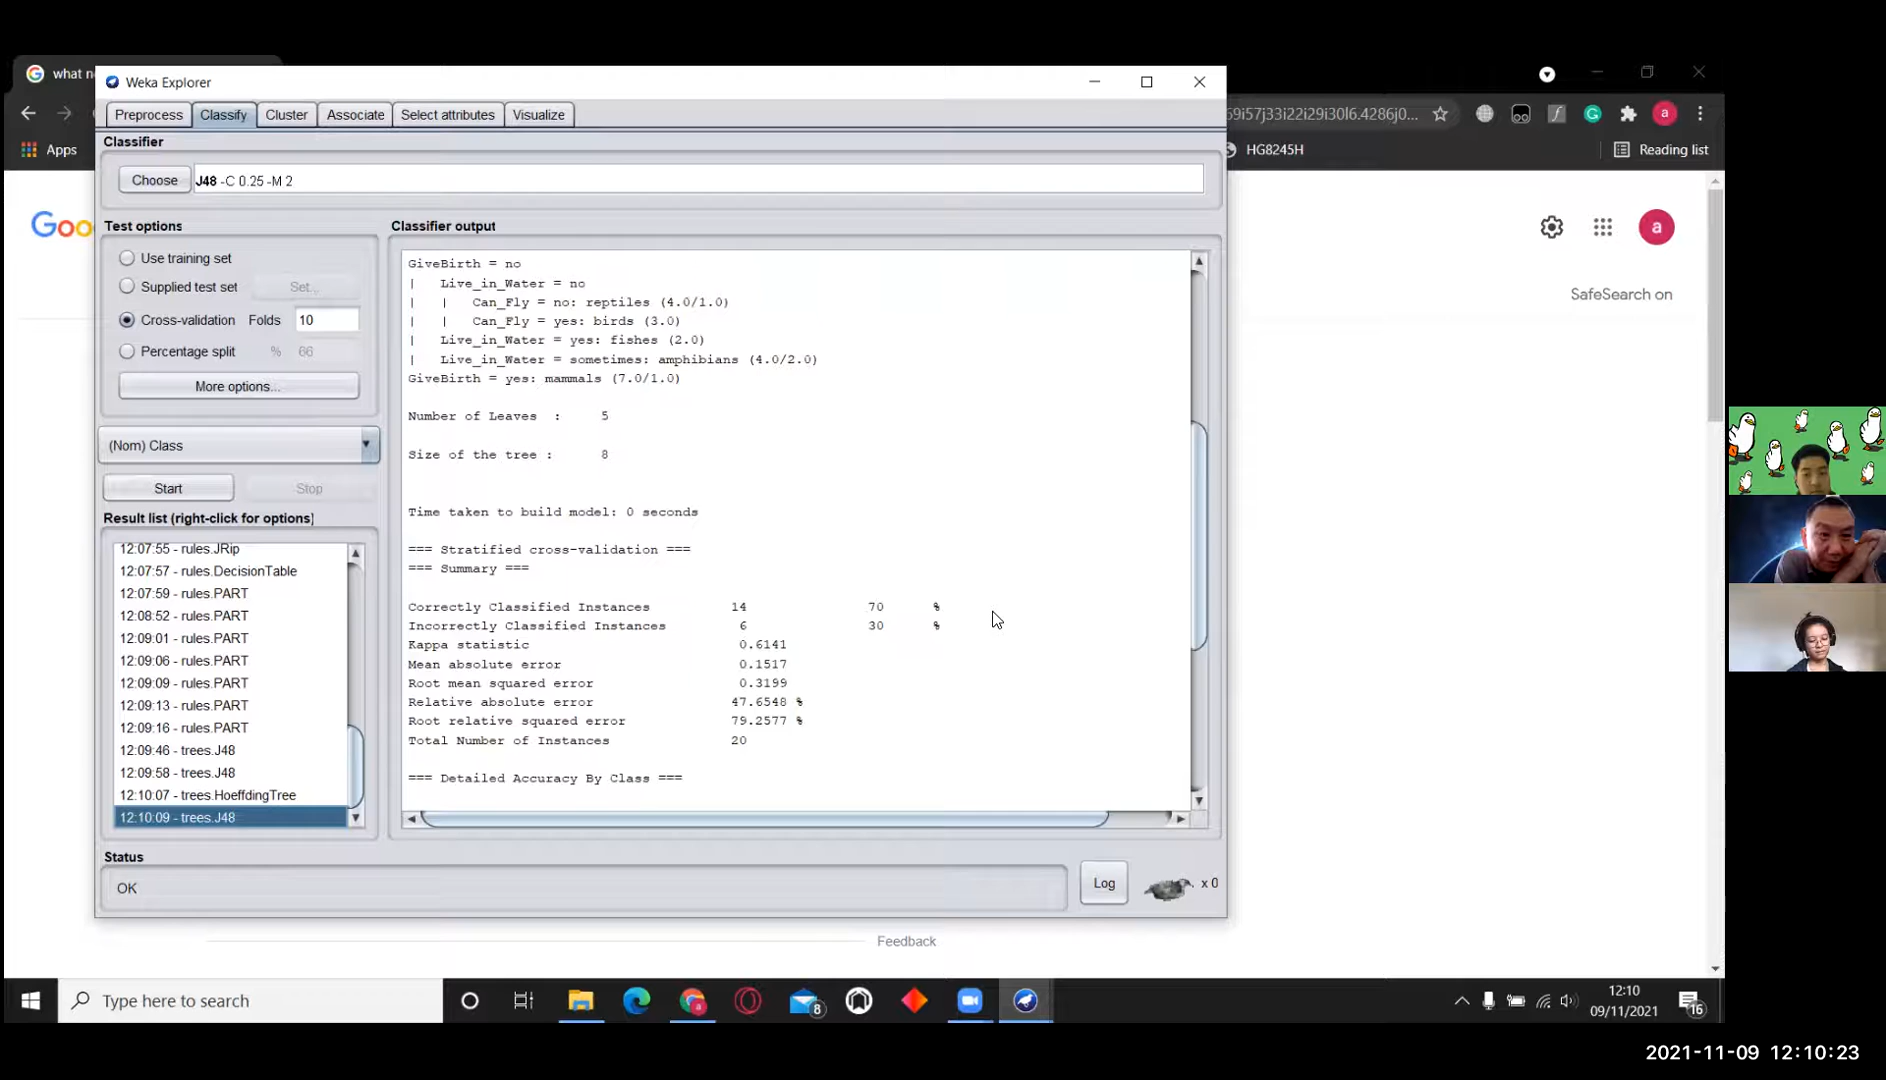 what n
Weka Explorer
Preprocess Classify Cluster Associate Select attributes Visualize
9i57j33i22i29i30l6.4286j0...
Apps
HG8245H
Reading list
Classifier
Choose J48 -C 0.25 -M 2
Goo
Test options
Use training set
Supplied test set Set...
Cross-validation Folds 10
Percentage split % 66
More options...
(Nom) Class
Start Stop
Result list (right-click for options)
12:07:55 - rules.JRip
12:07:57 - rules.DecisionTable
12:07:59 - rules.PART
12:08:52 - rules.PART
12:09:01 - rules.PART
12:09:06 - rules.PART
12:09:09 - rules.PART
12:09:13 - rules.PART
12:09:16 - rules.PART
12:09:46 - trees.J48
12:09:58 - trees.J48
12:10:07 - trees.HoeffdingTree
12:10:09 - trees.J48
Classifier output
GiveBirth = no
|   Live_in_Water = no
|   |   Can_Fly = no: reptiles (4.0/1.0)
|   |   Can_Fly = yes: birds (3.0)
|   Live_in_Water = yes: fishes (2.0)
|   Live_in_Water = sometimes: amphibians (4.0/2.0)
GiveBirth = yes: mammals (7.0/1.0)
Number of Leaves  : 5
Size of the tree : 8
Time taken to build model: 0 seconds
=== Stratified cross-validation ===
=== Summary ===
Correctly Classified Instances 14 70 %
Incorrectly Classified Instances 6 30 %
Kappa statistic 0.6141
Mean absolute error 0.1517
Root mean squared error 0.3199
Relative absolute error 47.6548 %
Root relative squared error 79.2577 %
Total Number of Instances 20
=== Detailed Accuracy By Class ===
a
SafeSearch on
Status
OK
Log
x 0
Feedback
Type here to search
8
12:10
09/11/2021
16
2021-11-09 12:10:23